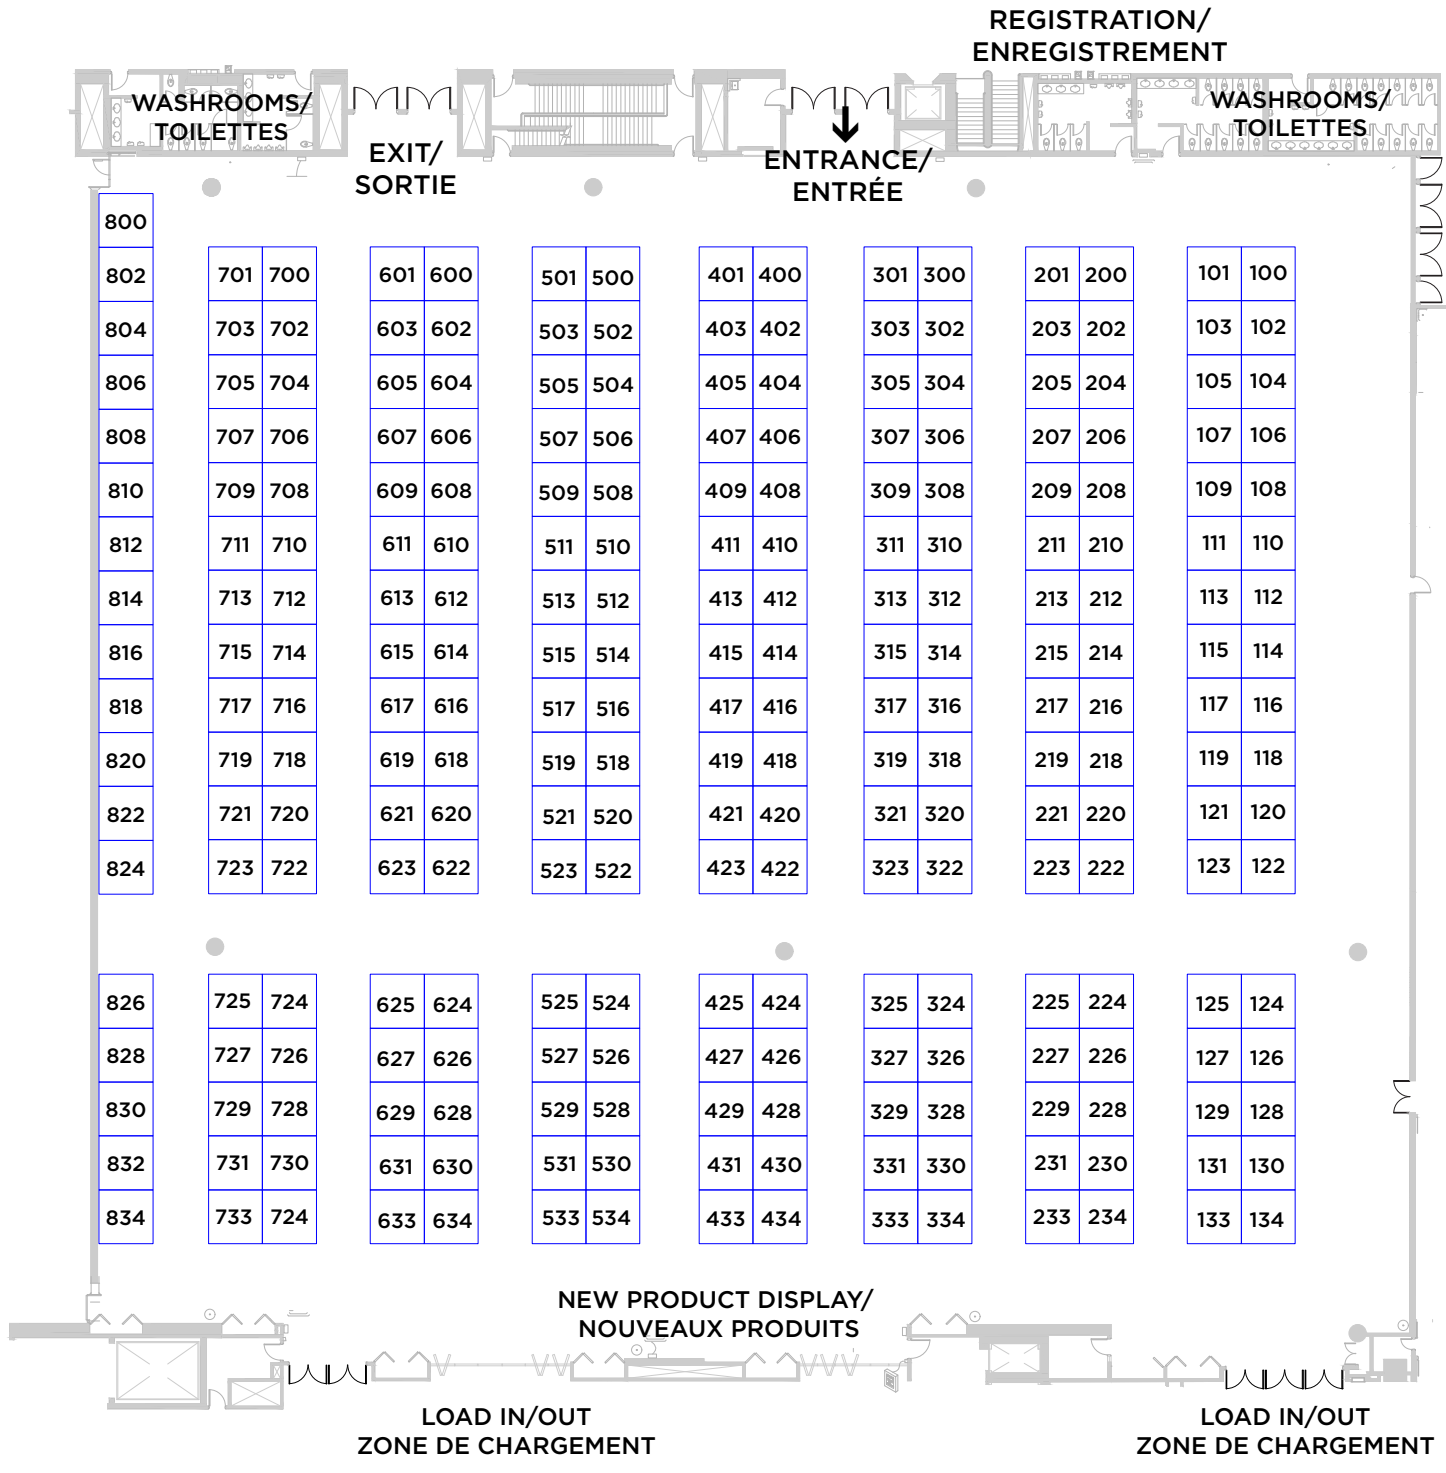 REGISTRATION/
ENREGISTREMENT
WASHROOMS/
TOILETTES
EXIT/
SORTIE
ENTRANCE/
ENTRÉE
WASHROOMS/
TOILETTES
800
802 701 700 601 600 501 500 401 400 301 300 201 200 101 100
804 703 702 603 602 503 502 403 402 303 302 203 202 103 102
806 705 704 605 604 505 504 405 404 305 304 205 204 105 104
808 707 706 607 606 507 506 407 406 307 306 207 206 107 106
810 709 708 609 608 509 508 409 408 309 308 209 208 109 108
812 711 710 611 610 511 510 411 410 311 310 211 210 111 110
814 713 712 613 612 513 512 413 412 313 312 213 212 113 112
816 715 714 615 614 515 514 415 414 315 314 215 214 115 114
818 717 716 617 616 517 516 417 416 317 316 217 216 117 116
820 719 718 619 618 519 518 419 418 319 318 219 218 119 118
822 721 720 621 620 521 520 421 420 321 320 221 220 121 120
824 723 722 623 622 523 522 423 422 323 322 223 222 123 122
826 725 724 625 624 525 524 425 424 325 324 225 224 125 124
828 727 726 627 626 527 526 427 426 327 326 227 226 127 126
830 729 728 629 628 529 528 429 428 329 328 229 228 129 128
832 731 730 631 630 531 530 431 430 331 330 231 230 131 130
834 733 724 633 634 533 534 433 434 333 334 233 234 133 134
NEW PRODUCT DISPLAY/
NOUVEAUX PRODUITS
LOAD IN/OUT
ZONE DE CHARGEMENT
LOAD IN/OUT
ZONE DE CHARGEMENT